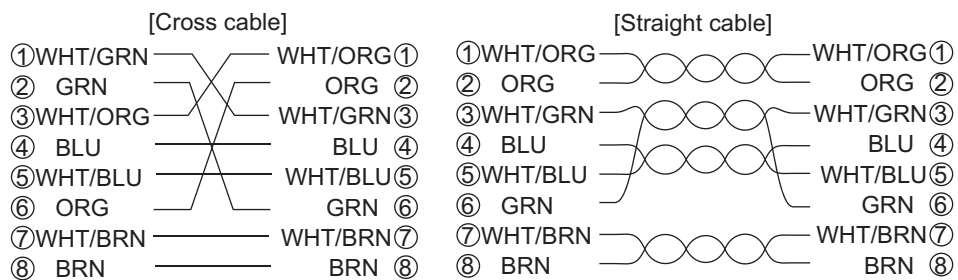 [Cross cable]
①WHT/GRN WHT/ORG①
② GRN ORG ②
③WHT/ORG WHT/GRN③
④ BLU BLU ④
⑤WHT/BLU WHT/BLU⑤
⑥ ORG GRN ⑥
⑦WHT/BRN WHT/BRN⑦
⑧ BRN BRN ⑧
[Straight cable]
①WHT/ORG WHT/ORG①
② ORG ORG ②
③WHT/GRN WHT/GRN③
④ BLU BLU ④
⑤WHT/BLU WHT/BLU⑤
⑥ GRN GRN ⑥
⑦WHT/BRN WHT/BRN⑦
⑧ BRN BRN ⑧